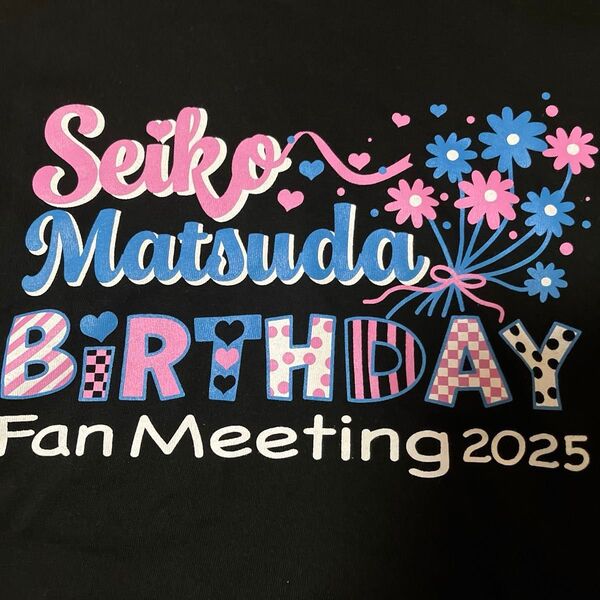 Seiko
Matsuda
BiRTHDAY
Fan Meeting 2025